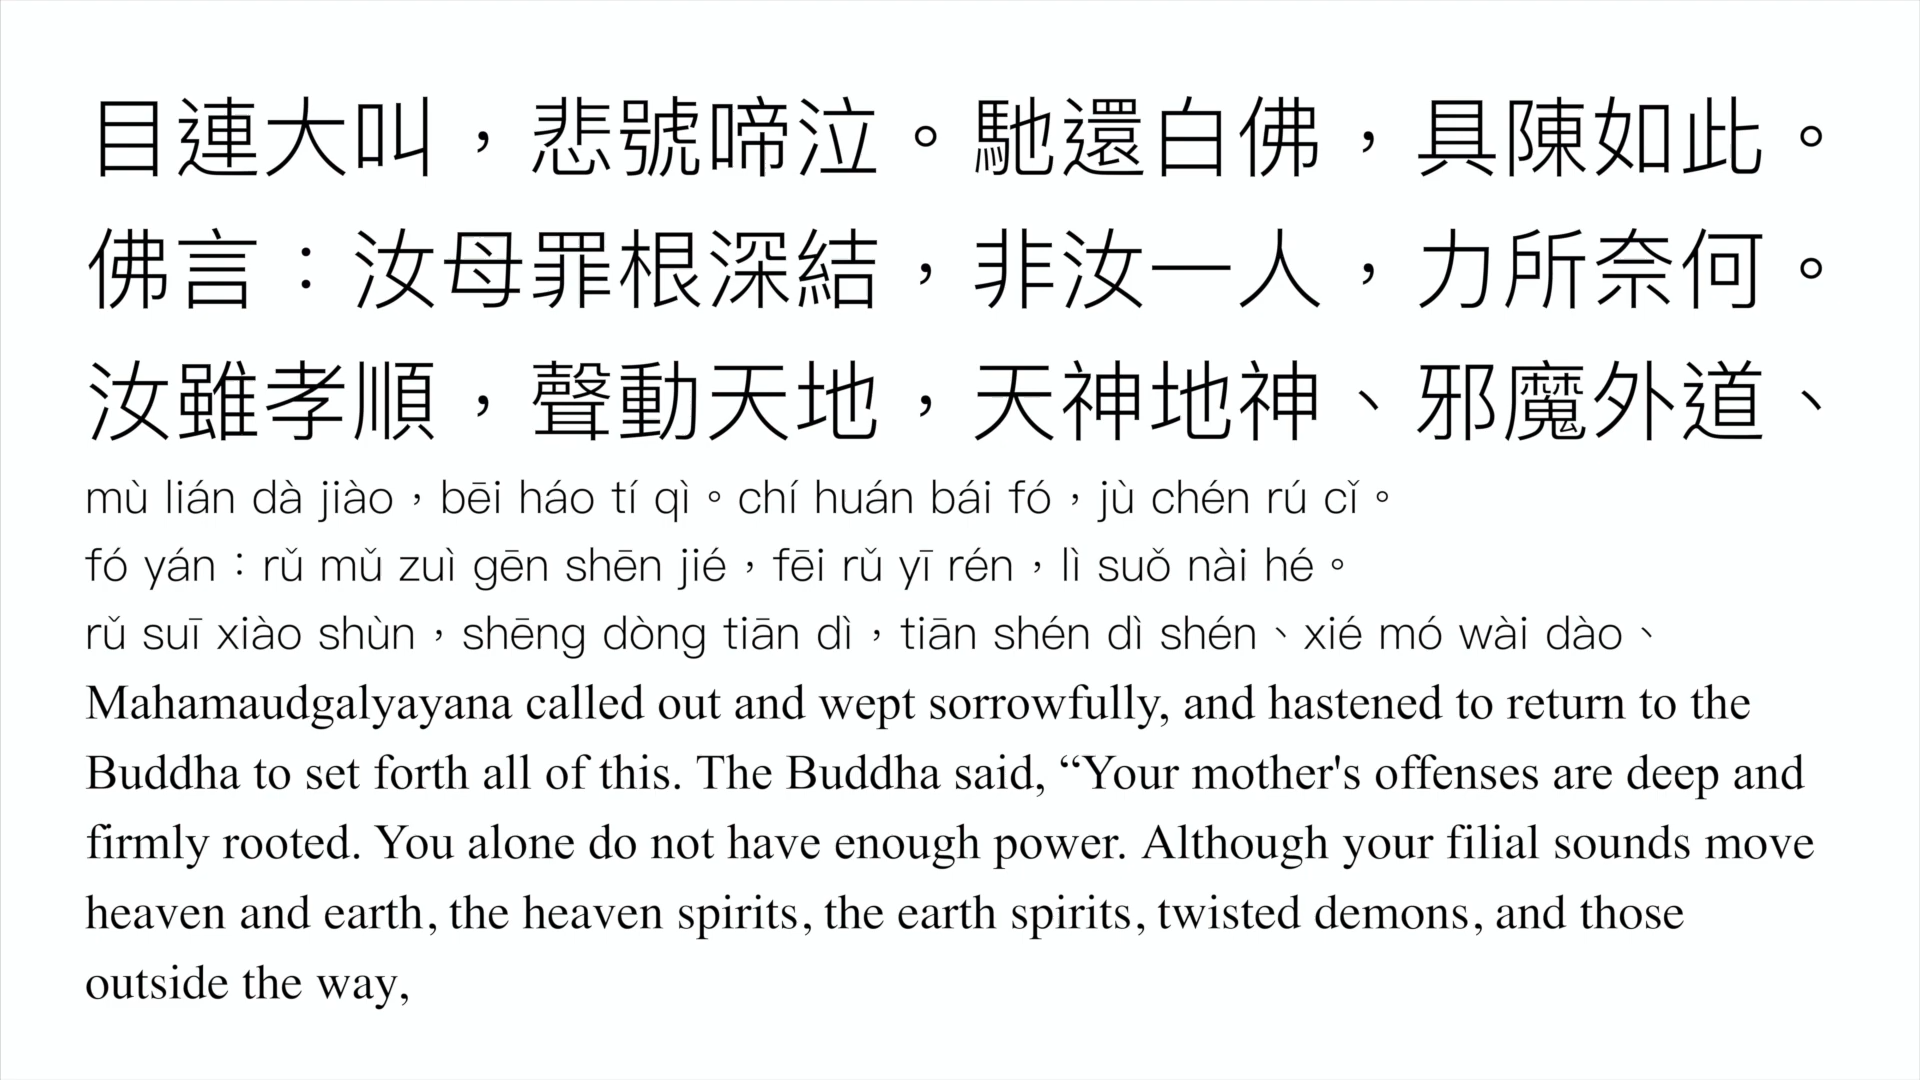 目連大叫，悲號啼泣。馳還白佛，具陳如此。
佛言：汝母罪根深結，非汝一人，力所奈何。
汝雖孝順，聲動天地，天神地神、邪魔外道、
mù lián dà jiào，bēi háo tí qì。chí huán bái fó，jù chén rú cǐ。
fó yán：rǔ mǔ zuì gēn shēn jié，fēi rǔ yī rén，lì suǒ nài hé。
rǔ suī xiào shùn，shēng dòng tiān dì，tiān shén dì shén、xié mó wài dào、
Mahamaudgalyayana called out and wept sorrowfully, and hastened to return to the
Buddha to set forth all of this. The Buddha said, “Your mother's offenses are deep and
firmly rooted. You alone do not have enough power. Although your filial sounds move
heaven and earth, the heaven spirits, the earth spirits, twisted demons, and those
outside the way,